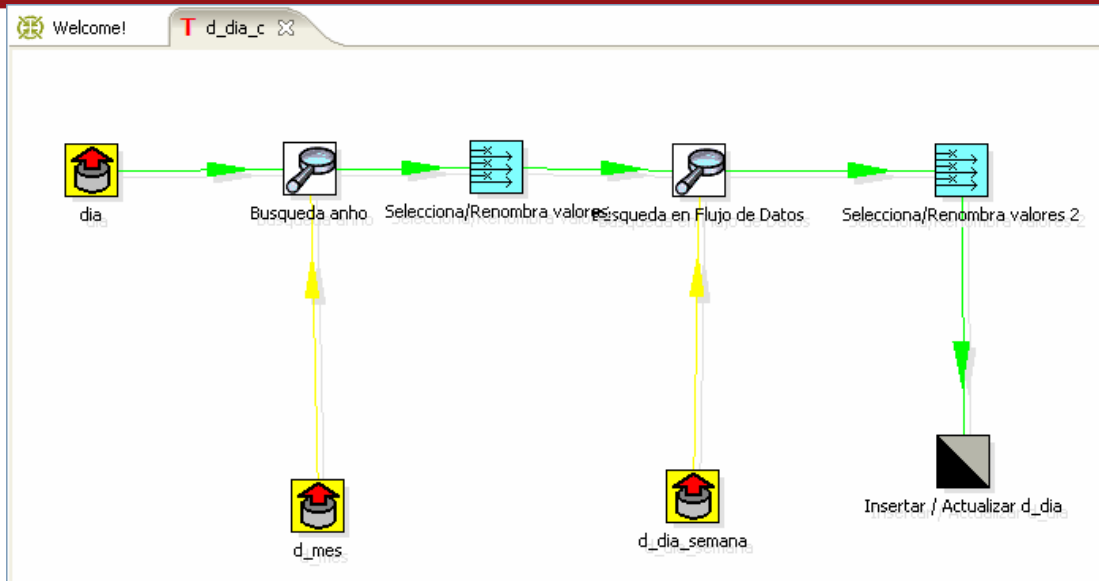 Welcome!
T d_dia_c
dia
Busqueda anho
Selecciona/Renombra valores
Busqueda en Flujo de Datos
Selecciona/Renombra valores 2
d_mes
d_dia_semana
Insertar / Actualizar d_dia